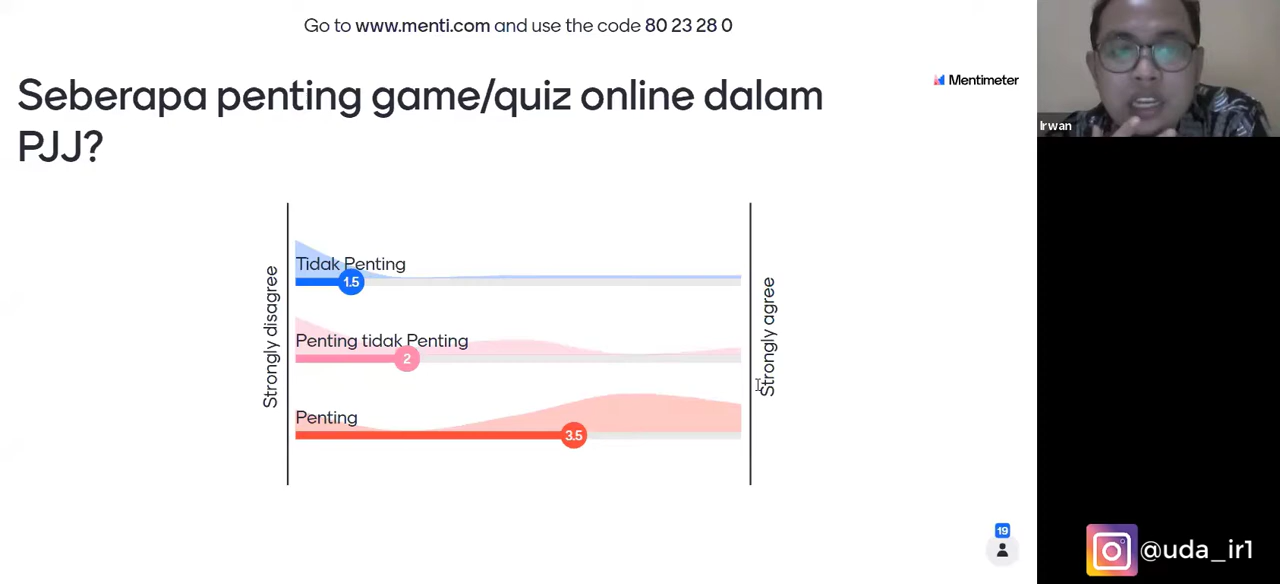 Go to www.menti.com and use the code 80 23 28 0
Mentimeter
Seberapa penting game/quiz online dalam
PJJ?
Irwan
Strongly disagree
Tidak Penting
1.5
Penting tidak Penting
2
Penting
3.5
Strongly agree
19
@uda_ir1